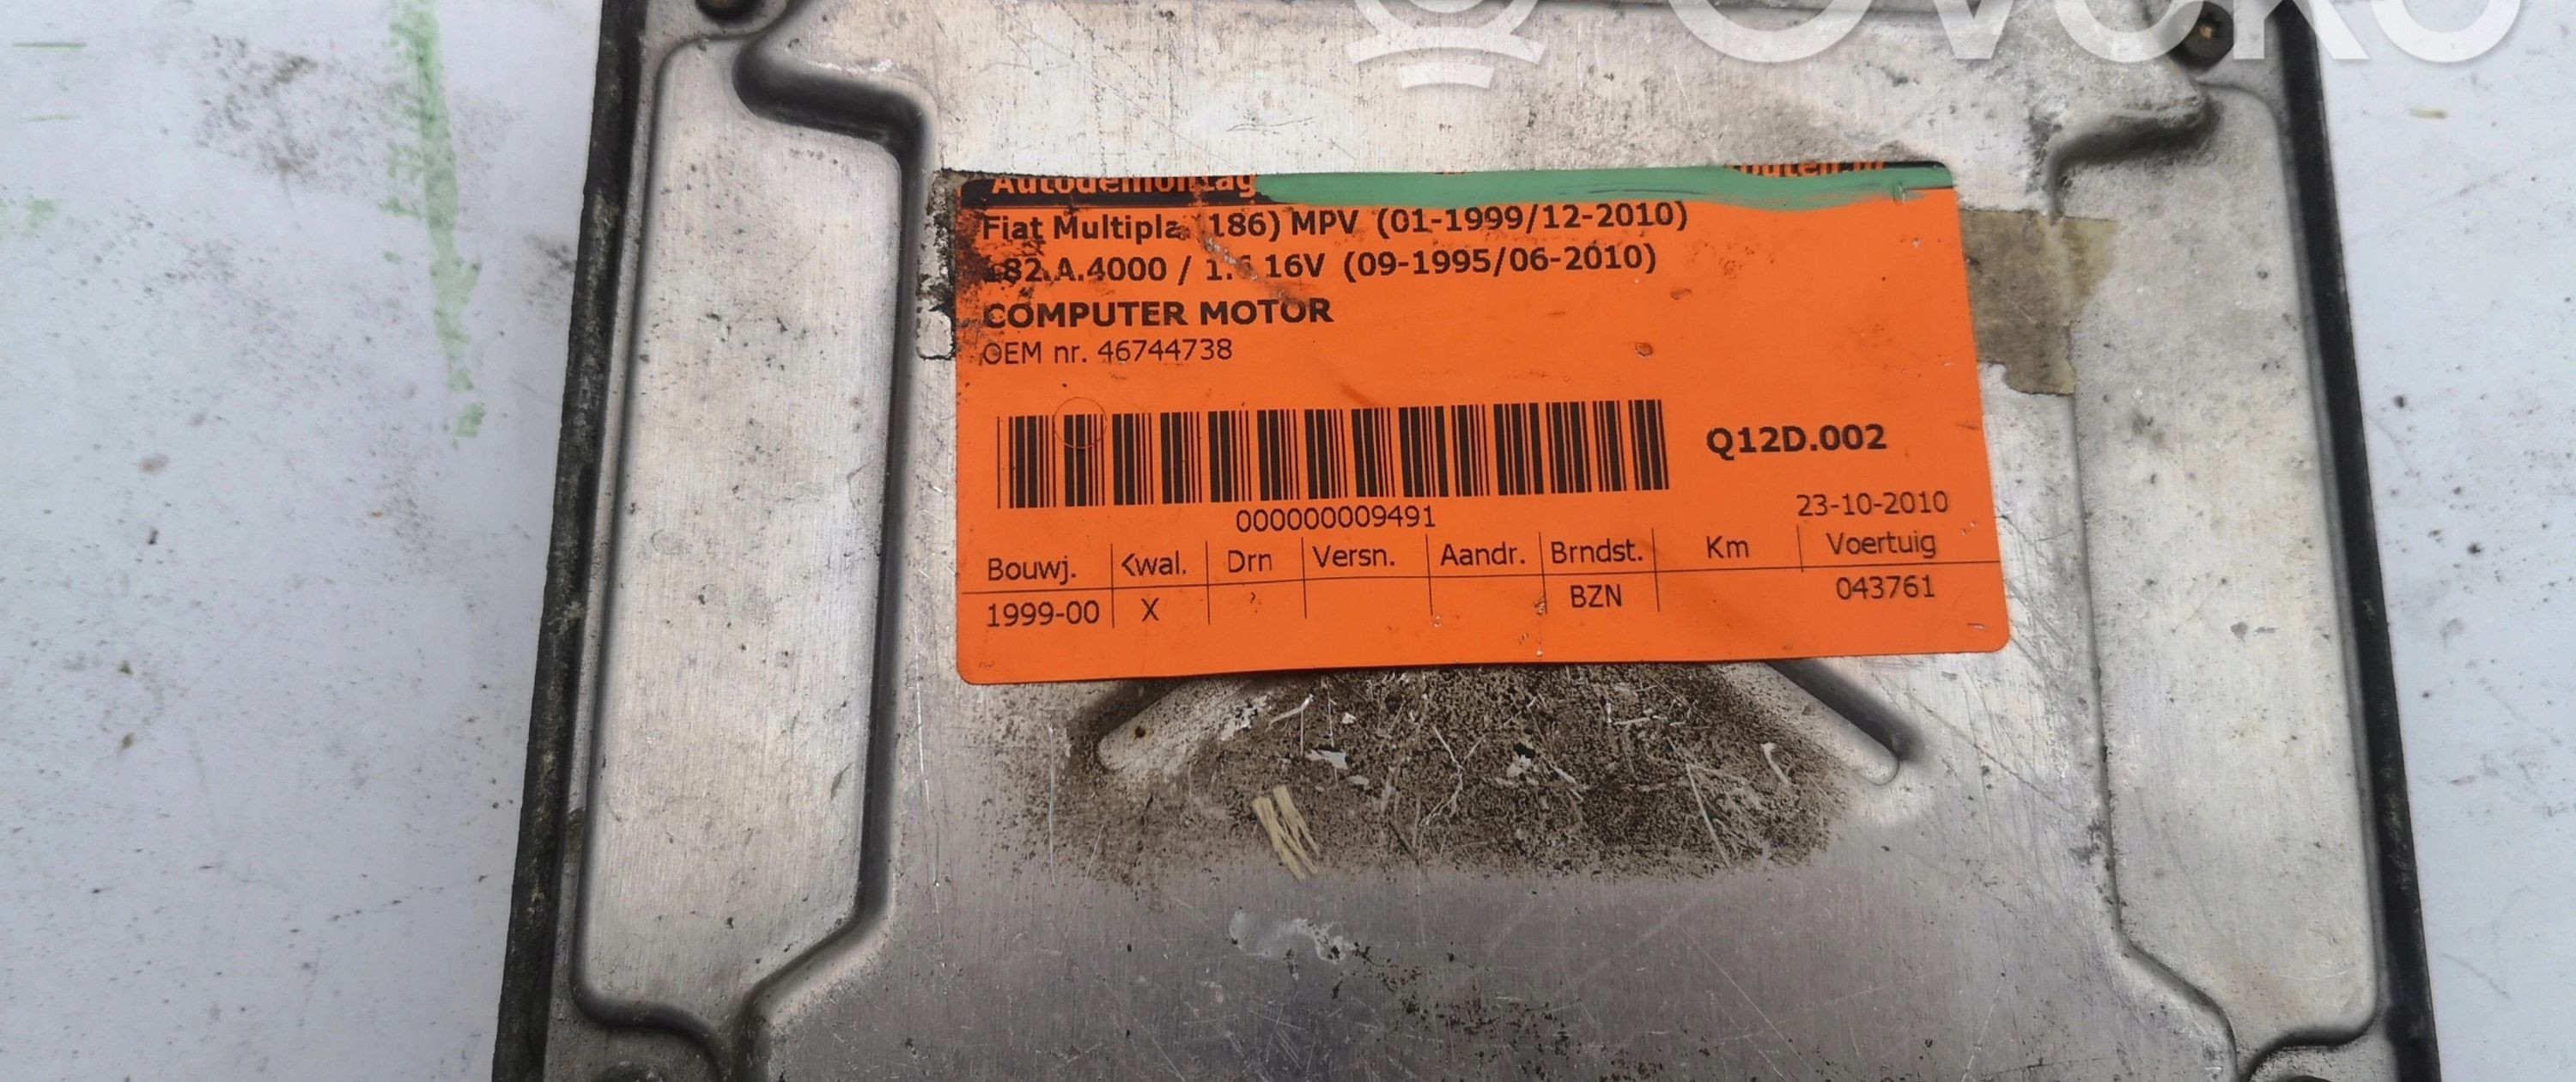 OVOKO
Autodemontag
Fiat Multipla (186) MPV (01-1999/12-2010)
182.A.4000 / 1.6 16V (09-1995/06-2010)
COMPUTER MOTOR
OEM nr. 46744738
Q12D.002
000000009491
23-10-2010
Bouwj. Kwal. Drn Versn. Aandr. Brndst. Km Voertuig
1999-00 X BZN 043761